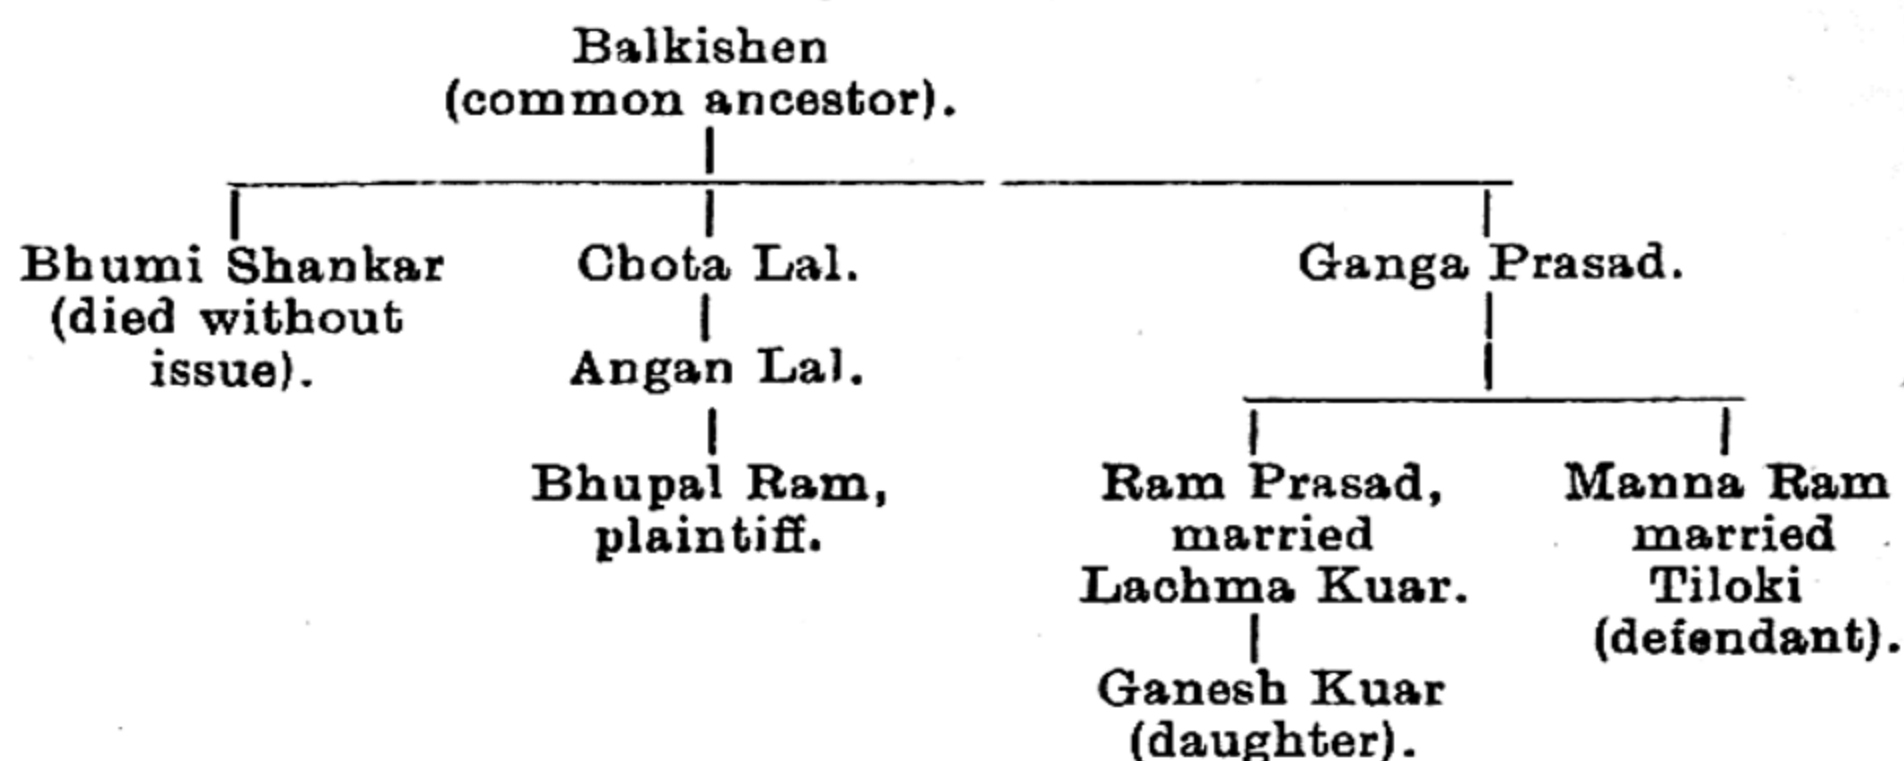 Balkishen
(common ancestor).
Bhumi Shankar
(died without
issue).
Chota Lal.
Angan Lal.
Bhupal Ram,
plaintiff.
Ganga Prasad.
Ram Prasad,
married
Lachma Kuar.
Ganesh Kuar
(daughter).
Manna Ram
married
Tiloki
(defendant).